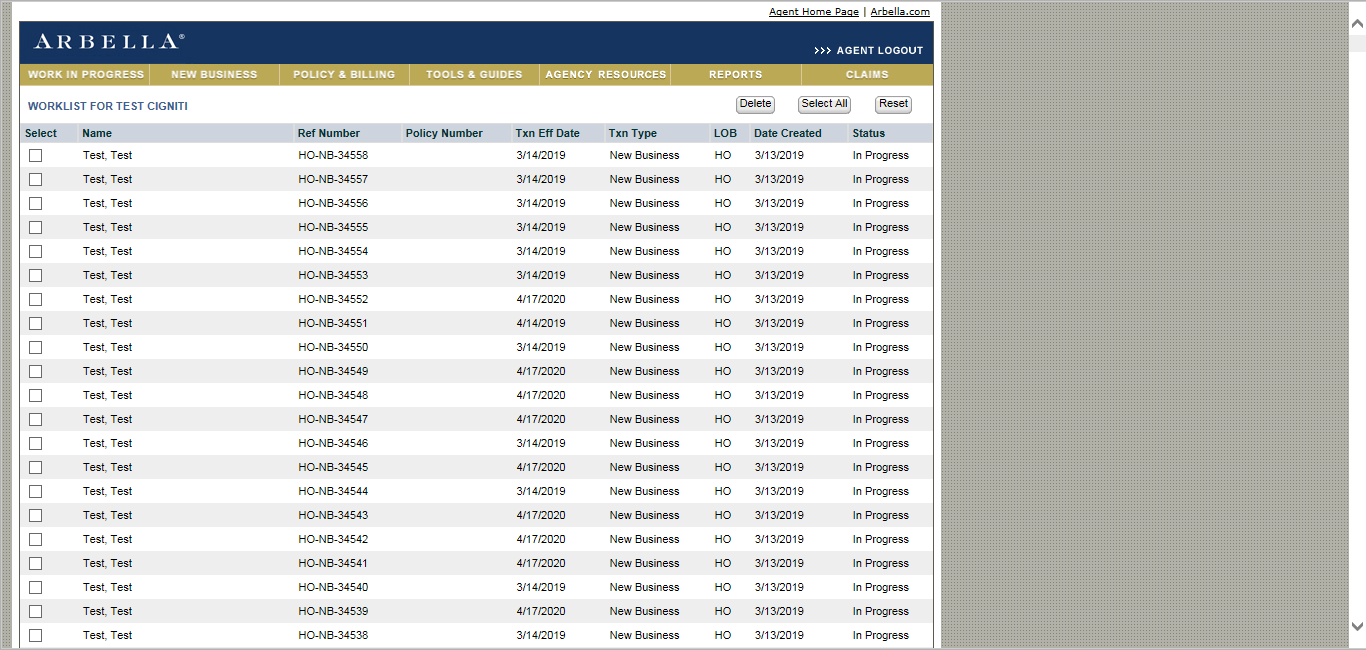 Agent Home Page | Arbella.com
ARBELLA®
>>> AGENT LOGOUT
WORK IN PROGRESS NEW BUSINESS POLICY & BILLING TOOLS & GUIDES AGENCY RESOURCES REPORTS CLAIMS
WORKLIST FOR TEST CIGNITI Delete Select All Reset
Select Name Ref Number Policy Number Txn Eff Date Txn Type LOB Date Created Status
Test, Test HO-NB-34558 3/14/2019 New Business HO 3/13/2019 In Progress
Test, Test HO-NB-34557 3/14/2019 New Business HO 3/13/2019 In Progress
Test, Test HO-NB-34556 3/14/2019 New Business HO 3/13/2019 In Progress
Test, Test HO-NB-34555 3/14/2019 New Business HO 3/13/2019 In Progress
Test, Test HO-NB-34554 3/14/2019 New Business HO 3/13/2019 In Progress
Test, Test HO-NB-34553 3/14/2019 New Business HO 3/13/2019 In Progress
Test, Test HO-NB-34552 4/17/2020 New Business HO 3/13/2019 In Progress
Test, Test HO-NB-34551 4/14/2019 New Business HO 3/13/2019 In Progress
Test, Test HO-NB-34550 3/14/2019 New Business HO 3/13/2019 In Progress
Test, Test HO-NB-34549 4/17/2020 New Business HO 3/13/2019 In Progress
Test, Test HO-NB-34548 4/17/2020 New Business HO 3/13/2019 In Progress
Test, Test HO-NB-34547 4/17/2020 New Business HO 3/13/2019 In Progress
Test, Test HO-NB-34546 3/14/2019 New Business HO 3/13/2019 In Progress
Test, Test HO-NB-34545 4/17/2020 New Business HO 3/13/2019 In Progress
Test, Test HO-NB-34544 3/14/2019 New Business HO 3/13/2019 In Progress
Test, Test HO-NB-34543 4/17/2020 New Business HO 3/13/2019 In Progress
Test, Test HO-NB-34542 4/17/2020 New Business HO 3/13/2019 In Progress
Test, Test HO-NB-34541 4/17/2020 New Business HO 3/13/2019 In Progress
Test, Test HO-NB-34540 3/14/2019 New Business HO 3/13/2019 In Progress
Test, Test HO-NB-34539 4/17/2020 New Business HO 3/13/2019 In Progress
Test, Test HO-NB-34538 3/14/2019 New Business HO 3/13/2019 In Progress